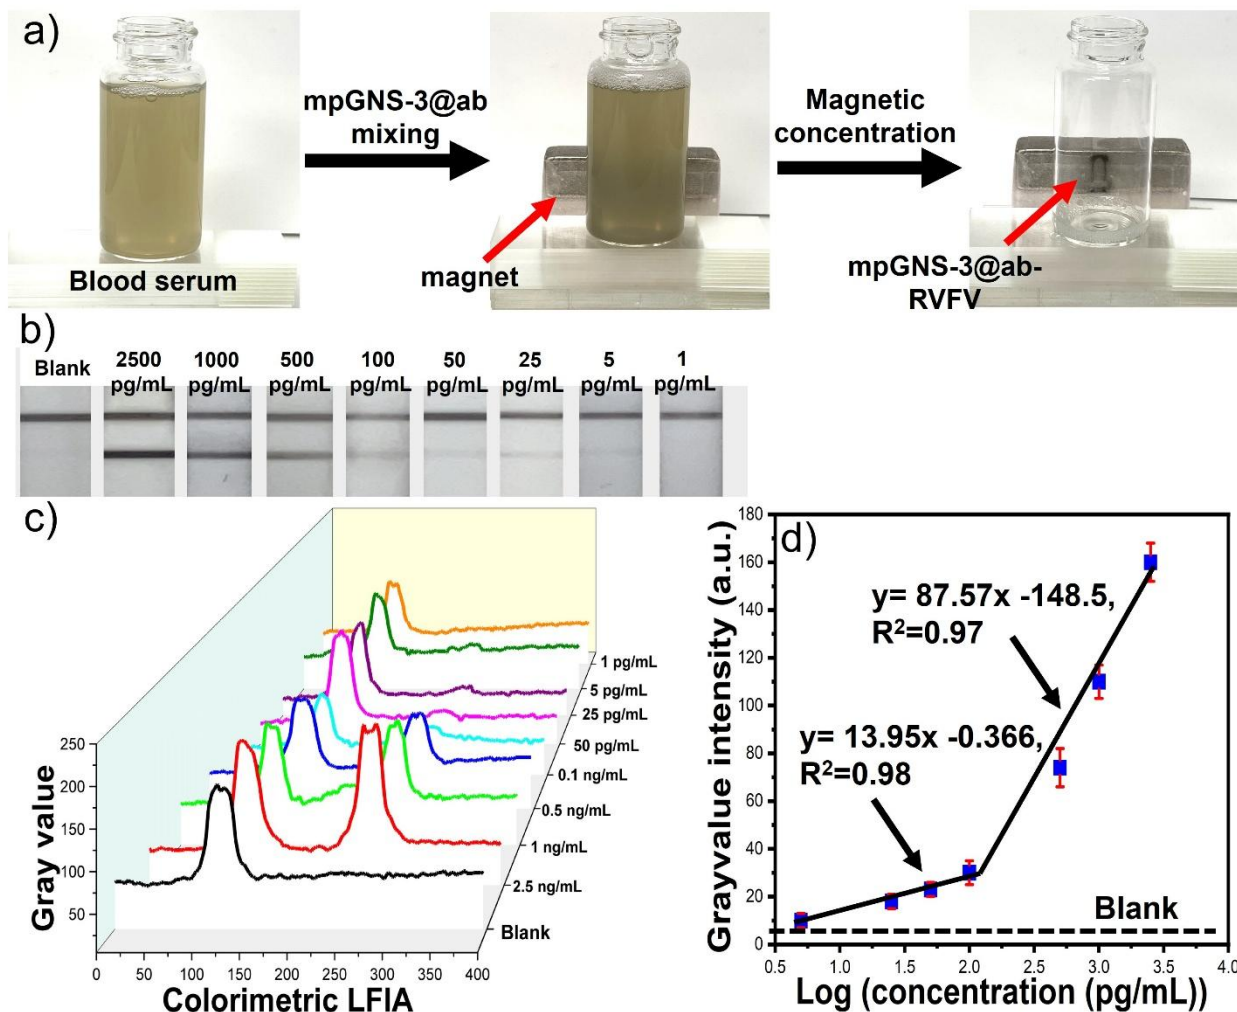 a)
mpGNS-3@ab
mixing
Magnetic
concentration
Blood serum
magnet
mpGNS-3@ab-
RVFV
b)
Blank
2500
pg/mL
1000
pg/mL
500
pg/mL
100
pg/mL
50
pg/mL
25
pg/mL
5
pg/mL
1
pg/mL
c)
Gray value
250
200
150
100
50
0
50
100
150
200
250
300
350
400
Colorimetric LFIA
1 pg/mL
5 pg/mL
25 pg/mL
50 pg/mL
0.1 ng/mL
0.5 ng/mL
1 ng/mL
2.5 ng/mL
Blank
d)
Grayvalue intensity (a.u.)
180
160
140
120
100
80
60
40
20
0
y= 87.57x -148.5,
R²=0.97
y= 13.95x -0.366,
R²=0.98
Blank
0.5
1.0
1.5
2.0
2.5
3.0
3.5
4.0
Log (concentration (pg/mL))